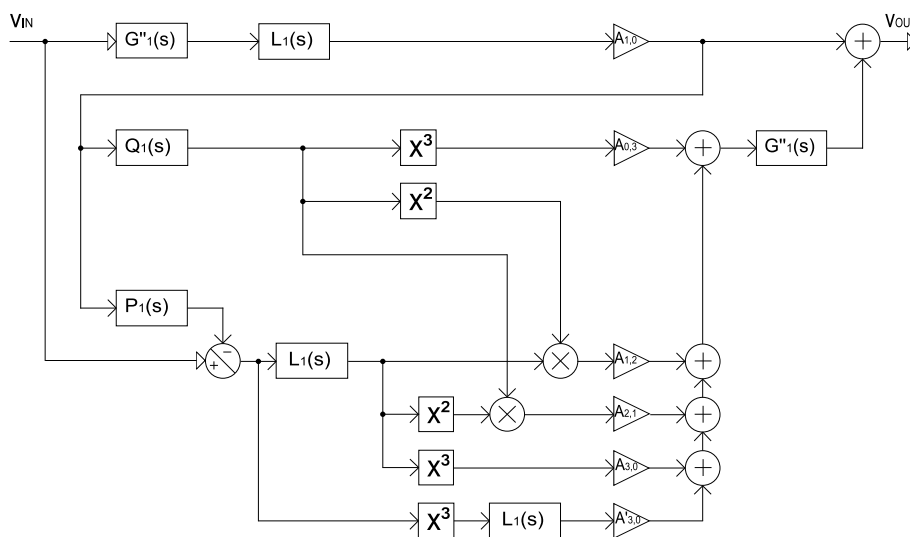 VIN VOU
G"1(s) L1(s) A1,0 +
Q1(s) X³ A0,3 + G"1(s)
X²
P1(s)
− +
L1(s) × A1,2 +
X² × A2,1 +
X³ A3,0 +
X³ L1(s) A'3,0